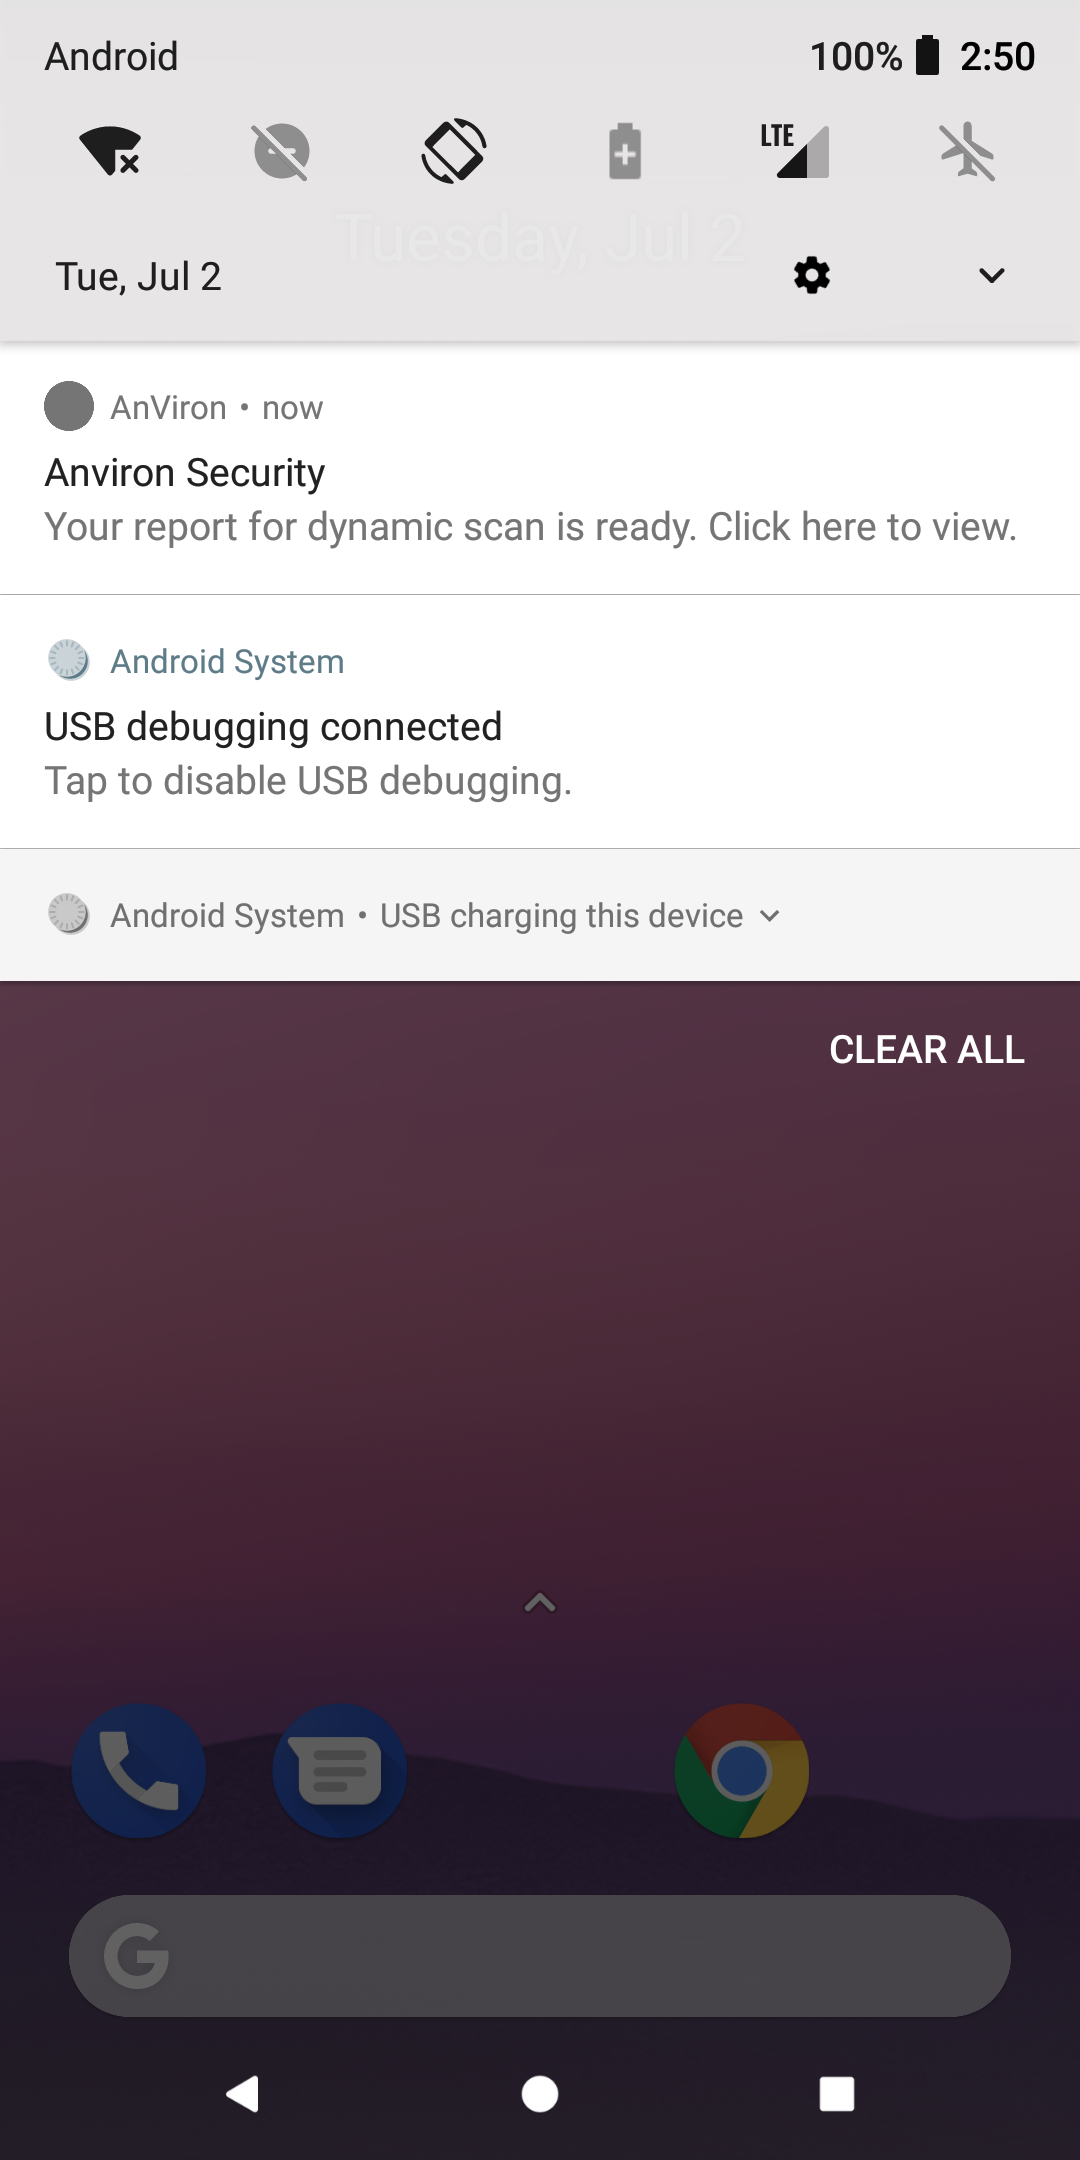 Android 100% 2:50
LTE
Tuesday, Jul 2
Tue, Jul 2
AnViron • now
Anviron Security
Your report for dynamic scan is ready. Click here to view.
Android System
USB debugging connected
Tap to disable USB debugging.
Android System • USB charging this device
CLEAR ALL
G